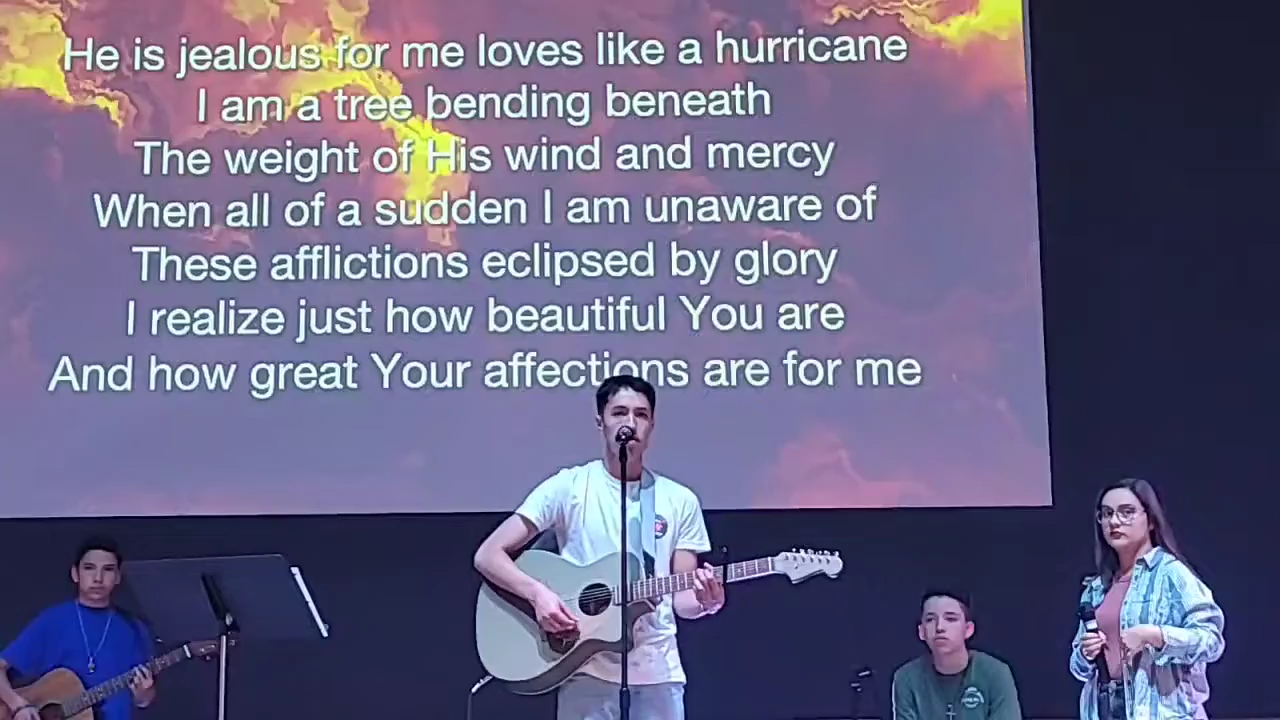 He is jealous for me loves like a hurricane
I am a tree bending beneath
The weight of His wind and mercy
When all of a sudden I am unaware of
These afflictions eclipsed by glory
I realize just how beautiful You are
And how great Your affections are for me